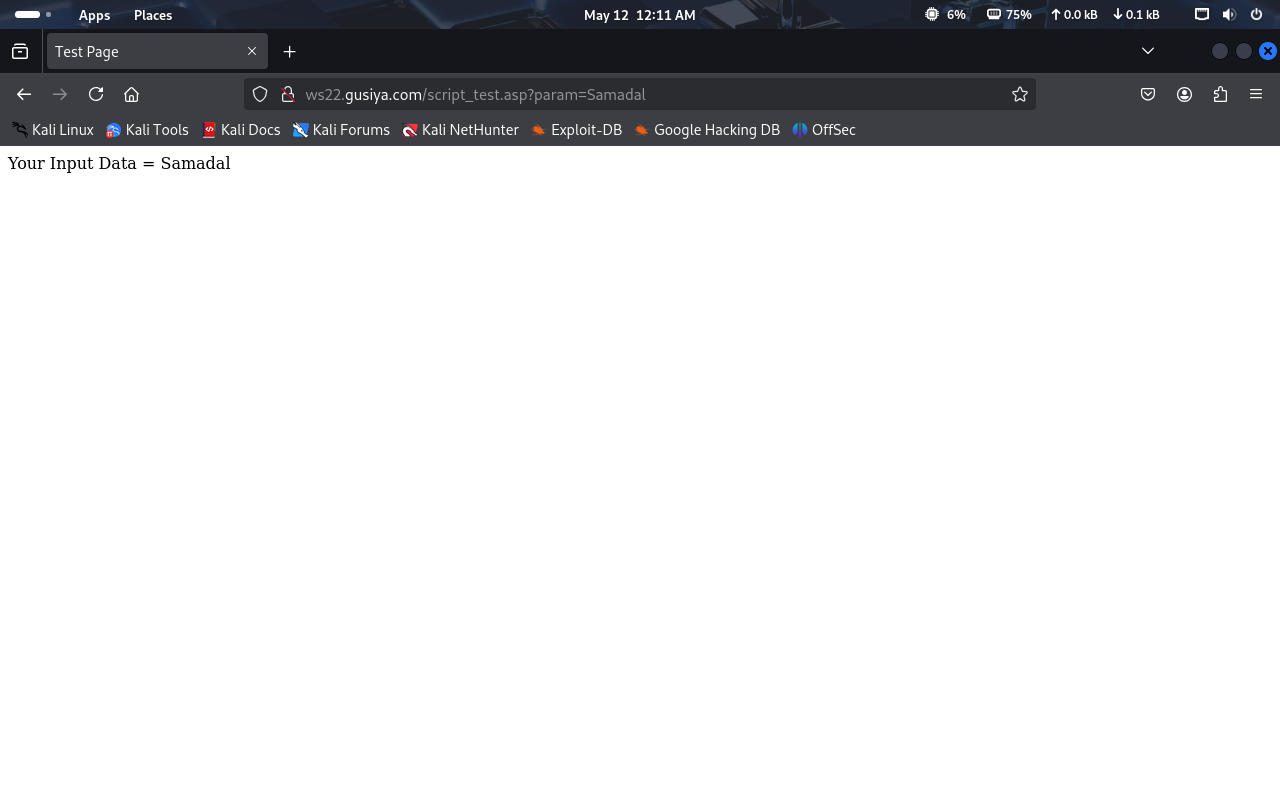 Apps Places May 12 12:11 AM 6% 75% 0.0 kB 0.1 kB
Test Page
ws22.gusiya.com/script_test.asp?param=Samadal
Kali Linux Kali Tools Kali Docs Kali Forums Kali NetHunter Exploit-DB Google Hacking DB OffSec
Your Input Data = Samadal